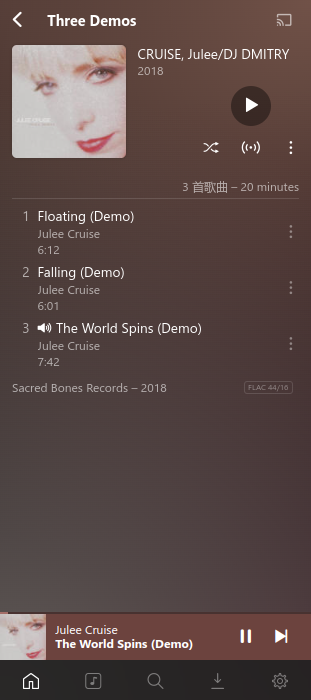 Three Demos
CRUISE, Julee/DJ DMITRY
2018
3 首歌曲 – 20 minutes
1 Floating (Demo)
Julee Cruise
6:12
2 Falling (Demo)
Julee Cruise
6:01
3 The World Spins (Demo)
Julee Cruise
7:42
Sacred Bones Records – 2018
FLAC 44/16
Julee Cruise
The World Spins (Demo)